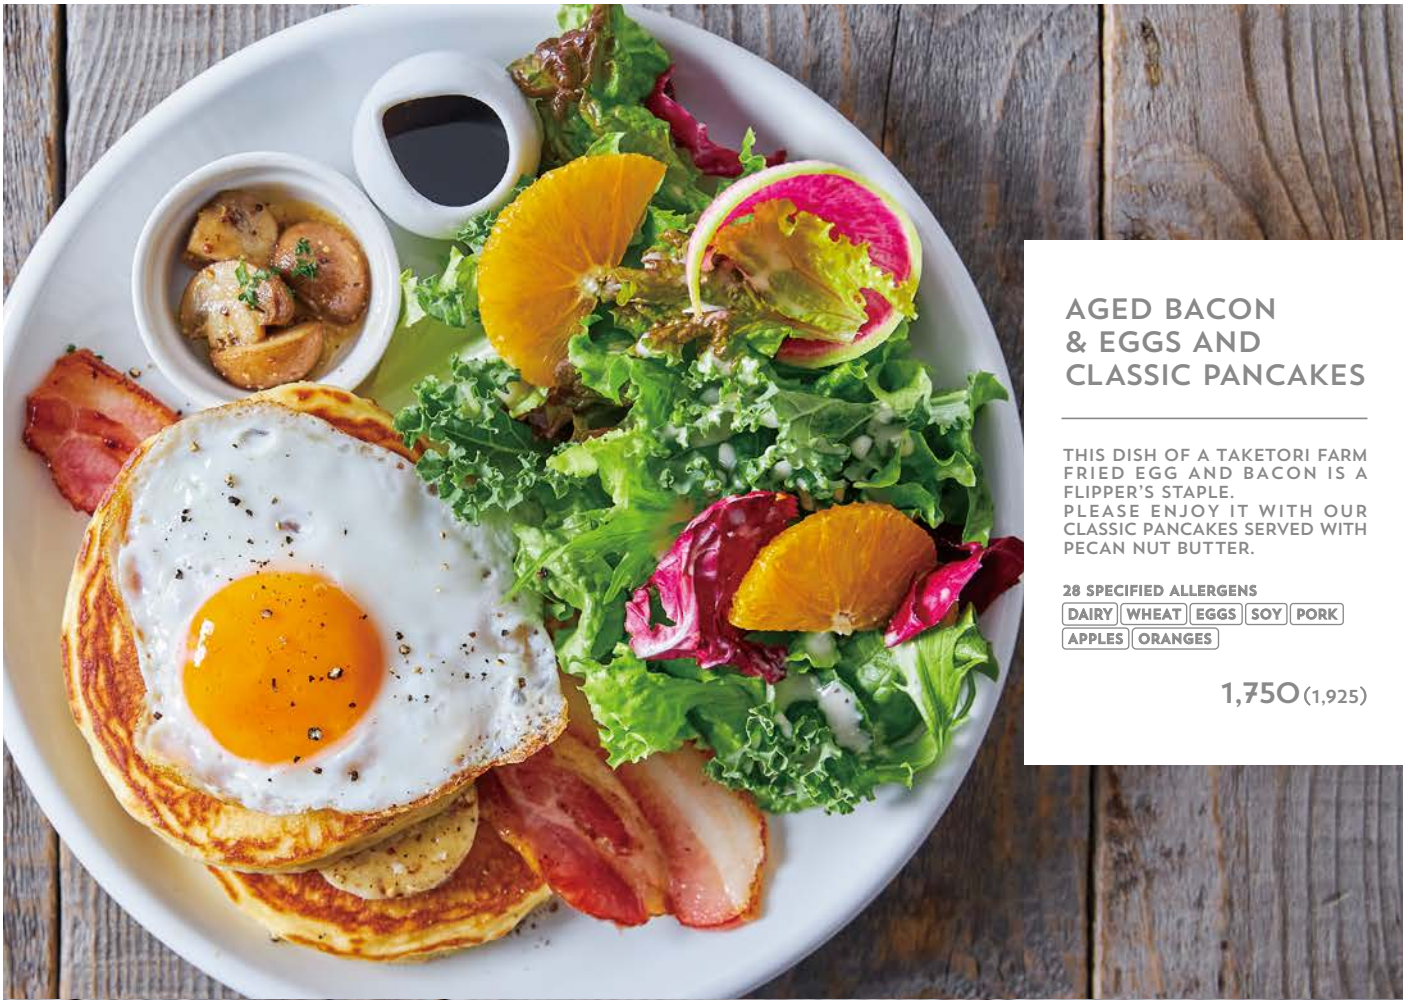 AGED BACON
& EGGS AND
CLASSIC PANCAKES
THIS DISH OF A TAKETORI FARM
FRIED EGG AND BACON IS A
FLIPPER'S STAPLE.
PLEASE ENJOY IT WITH OUR
CLASSIC PANCAKES SERVED WITH
PECAN NUT BUTTER.
28 SPECIFIED ALLERGENS
DAIRY WHEAT EGGS SOY PORK
APPLES ORANGES
1,750 (1,925)